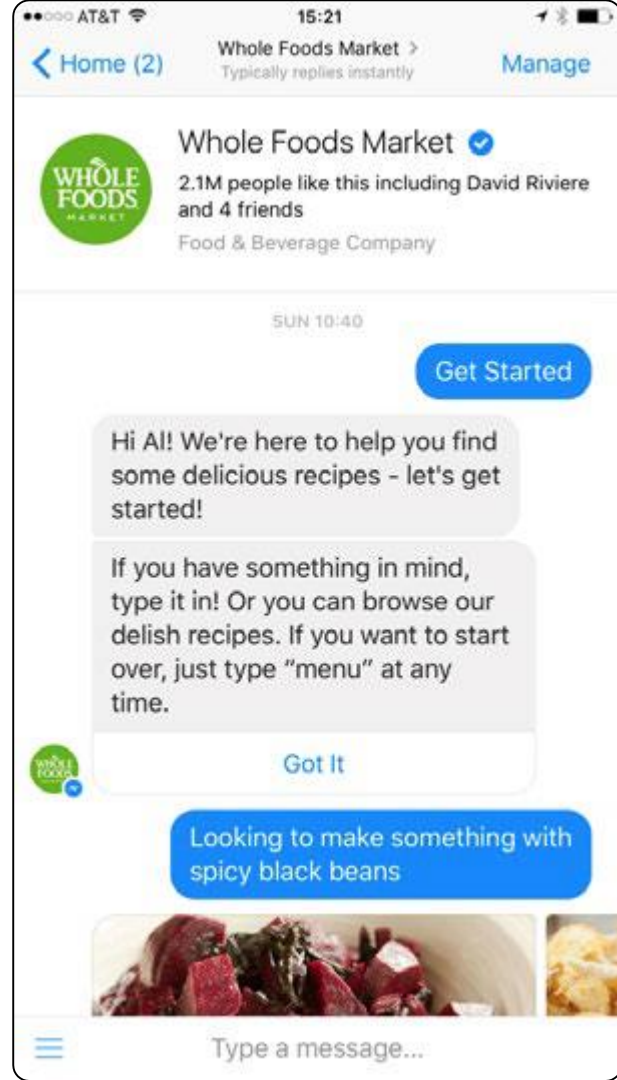 AT&T 15:21
Home (2) Whole Foods Market > Manage
Typically replies instantly
WHOLE
FOODS
MARKET
Whole Foods Market
2.1M people like this including David Riviere
and 4 friends
Food & Beverage Company
SUN 10:40
Get Started
Hi Al! We're here to help you find
some delicious recipes - let's get
started!
If you have something in mind,
type it in! Or you can browse our
delish recipes. If you want to start
over, just type “menu” at any
time.
Got It
WHOLE
FOODS
Looking to make something with
spicy black beans
Type a message...